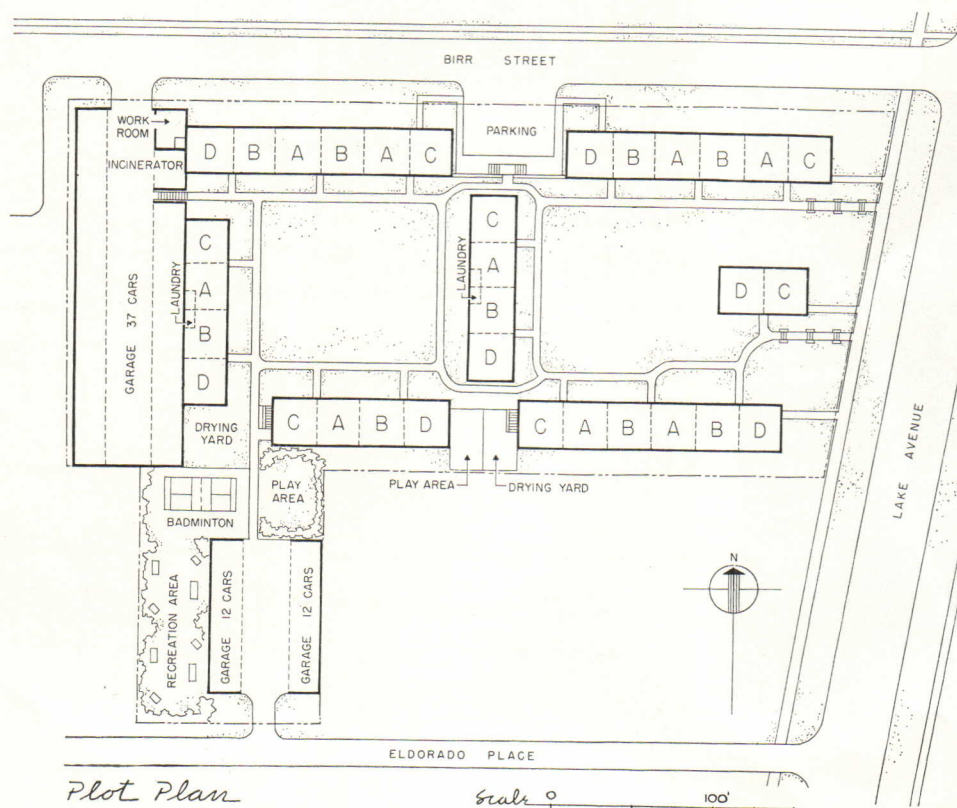 BIRR STREET
WORK
ROOM
PARKING
INCINERATOR
D B A B A C
D B A B A C
GARAGE 37 CARS
C
A
B
D
LAUNDRY
C
A
B
D
LAUNDRY
D C
C A B D
C A B A B D
DRYING
YARD
PLAY
AREA
PLAY AREA
DRYING YARD
BADMINTON
RECREATION AREA
GARAGE 12 CARS
GARAGE 12 CARS
N
LAKE AVENUE
ELDORADO PLACE
Plot Plan
Scale 0 100'